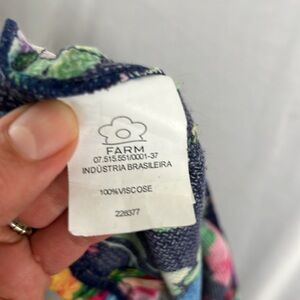 FARM
07.515.551/0001-37
INDÚSTRIA BRASILEIRA
100%VISCOSE
228377